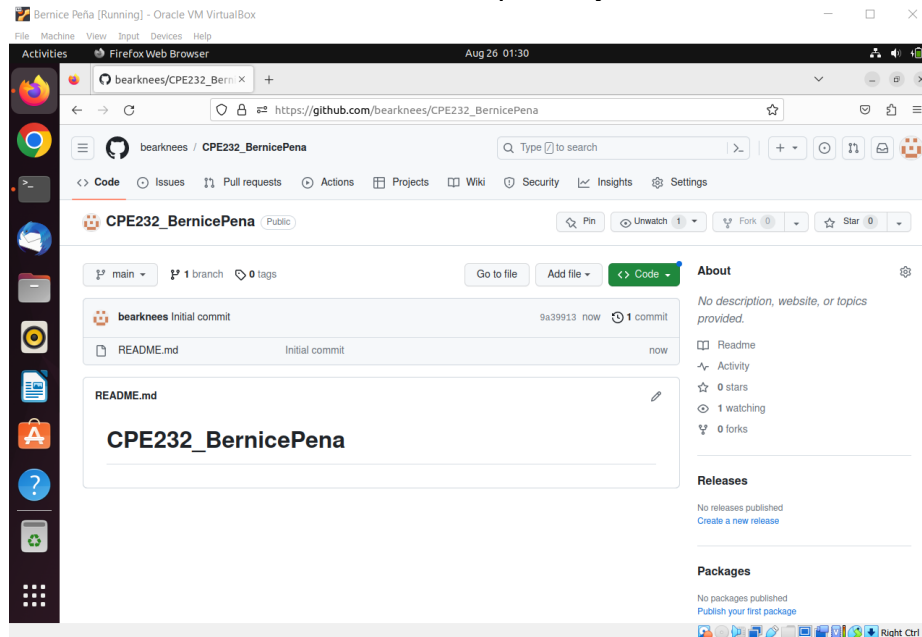 Bernice Peña [Running] - Oracle VM VirtualBox
File Machine View Input Devices Help
Activities Firefox Web Browser Aug 26 01:30
bearknees/CPE232_Bern × +
https://github.com/bearknees/CPE232_BernicePena
bearknees / CPE232_BernicePena Type / to search
<> Code Issues Pull requests Actions Projects Wiki Security Insights Settings
CPE232_BernicePena Public Pin Unwatch 1 Fork 0 Star 0
main 1 branch 0 tags Go to file Add file <> Code
About
No description, website, or topics
provided.
bearknees Initial commit 9a39913 now 1 commit
README.md Initial commit now
Readme
Activity
0 stars
1 watching
0 forks
README.md
CPE232_BernicePena
Releases
No releases published
Create a new release
Packages
No packages published
Publish your first package
Right Ctrl